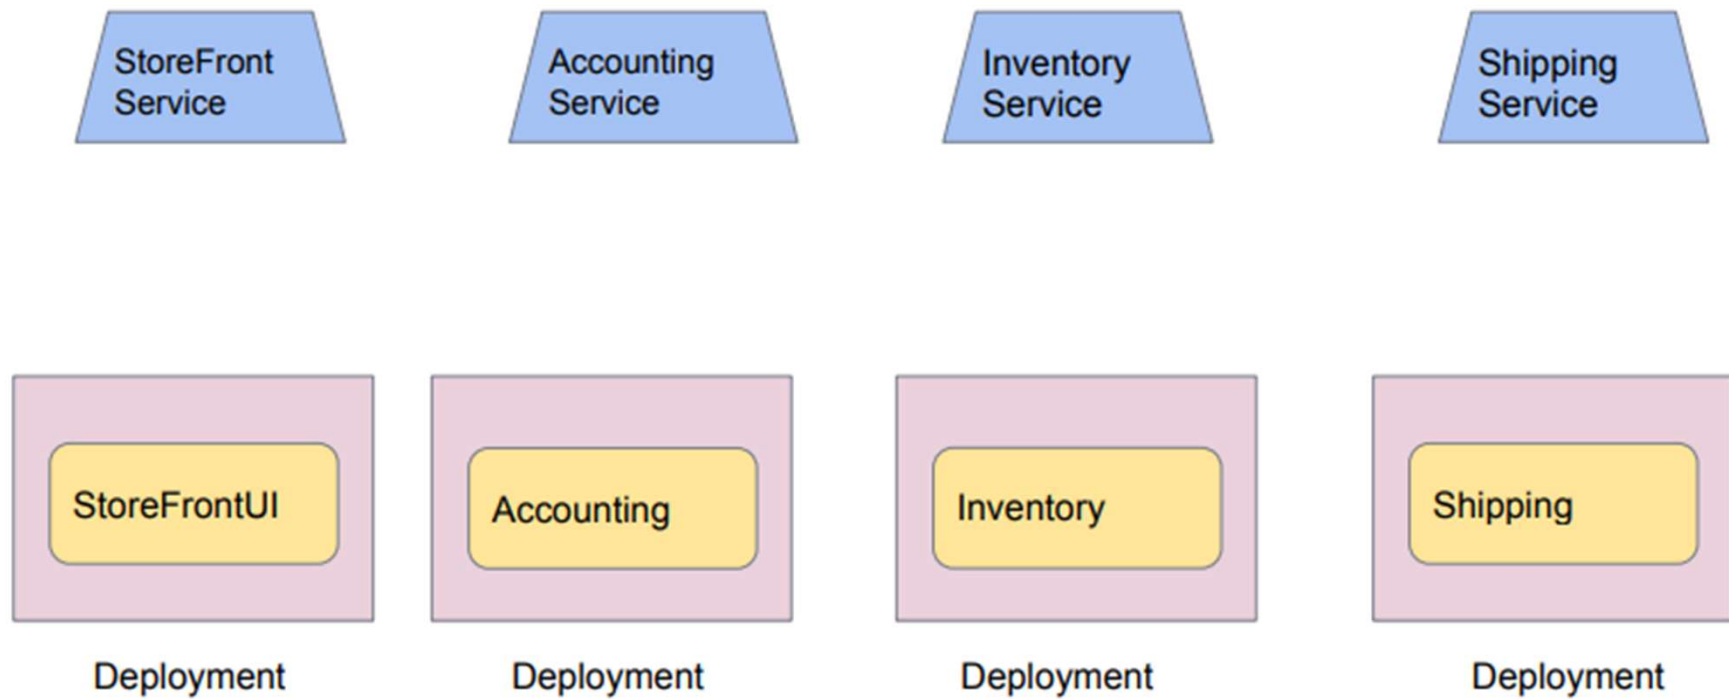 StoreFront
Service
Accounting
Service
Inventory
Service
Shipping
Service
StoreFrontUI
Accounting
Inventory
Shipping
Deployment
Deployment
Deployment
Deployment